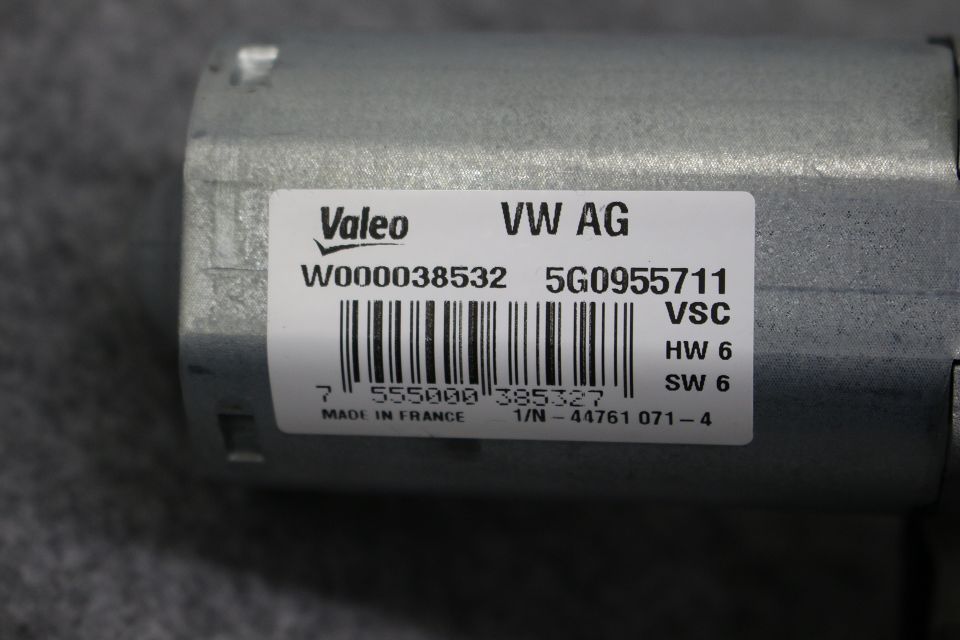 Valeo VW AG
W000038532 5G0955711
VSC
HW 6
SW 6
7 555000 385327
MADE IN FRANCE 1/N - 44761 071 - 4